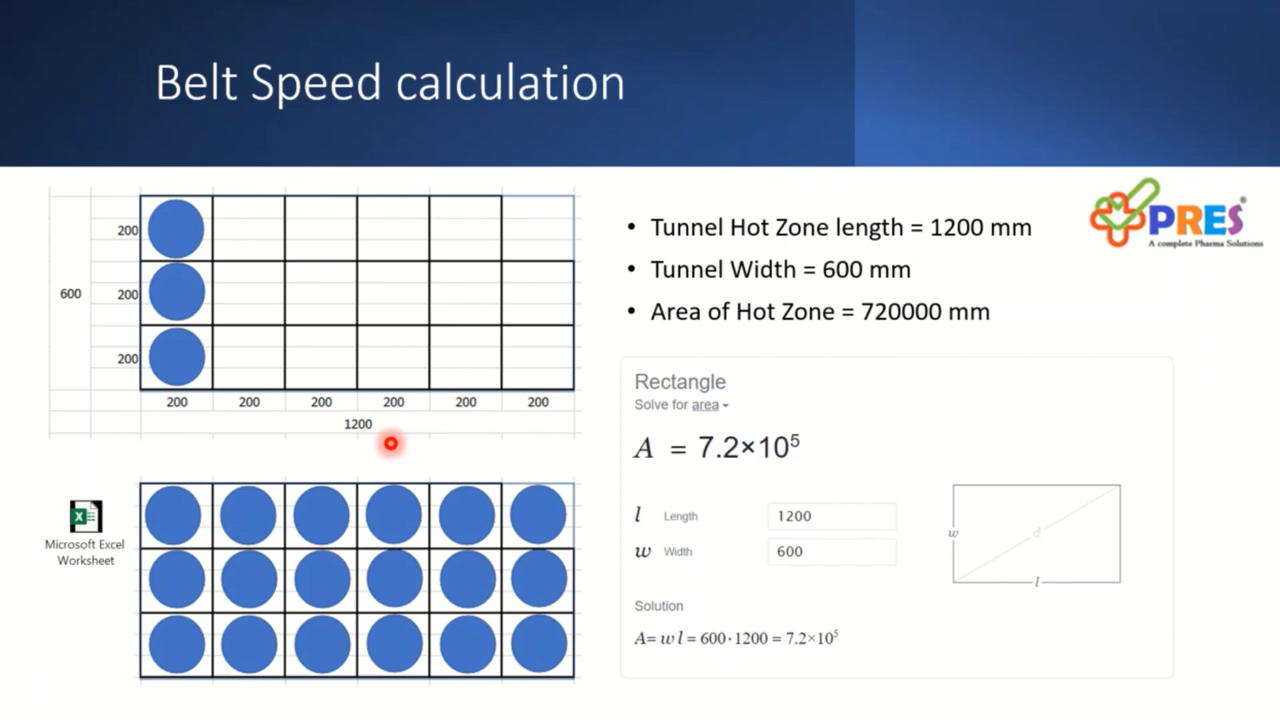 Belt Speed calculation
PRES®
A complete Pharma Solutions
600
200
200
200
200 200 200 200 200 200
1200
• Tunnel Hot Zone length = 1200 mm
• Tunnel Width = 600 mm
• Area of Hot Zone = 720000 mm
Microsoft Excel
Worksheet
Rectangle
Solve for area
A = 7.2×10⁵
l Length 1200
w Width 600
w
d
l
Solution
A= w l = 600·1200 = 7.2×10⁵